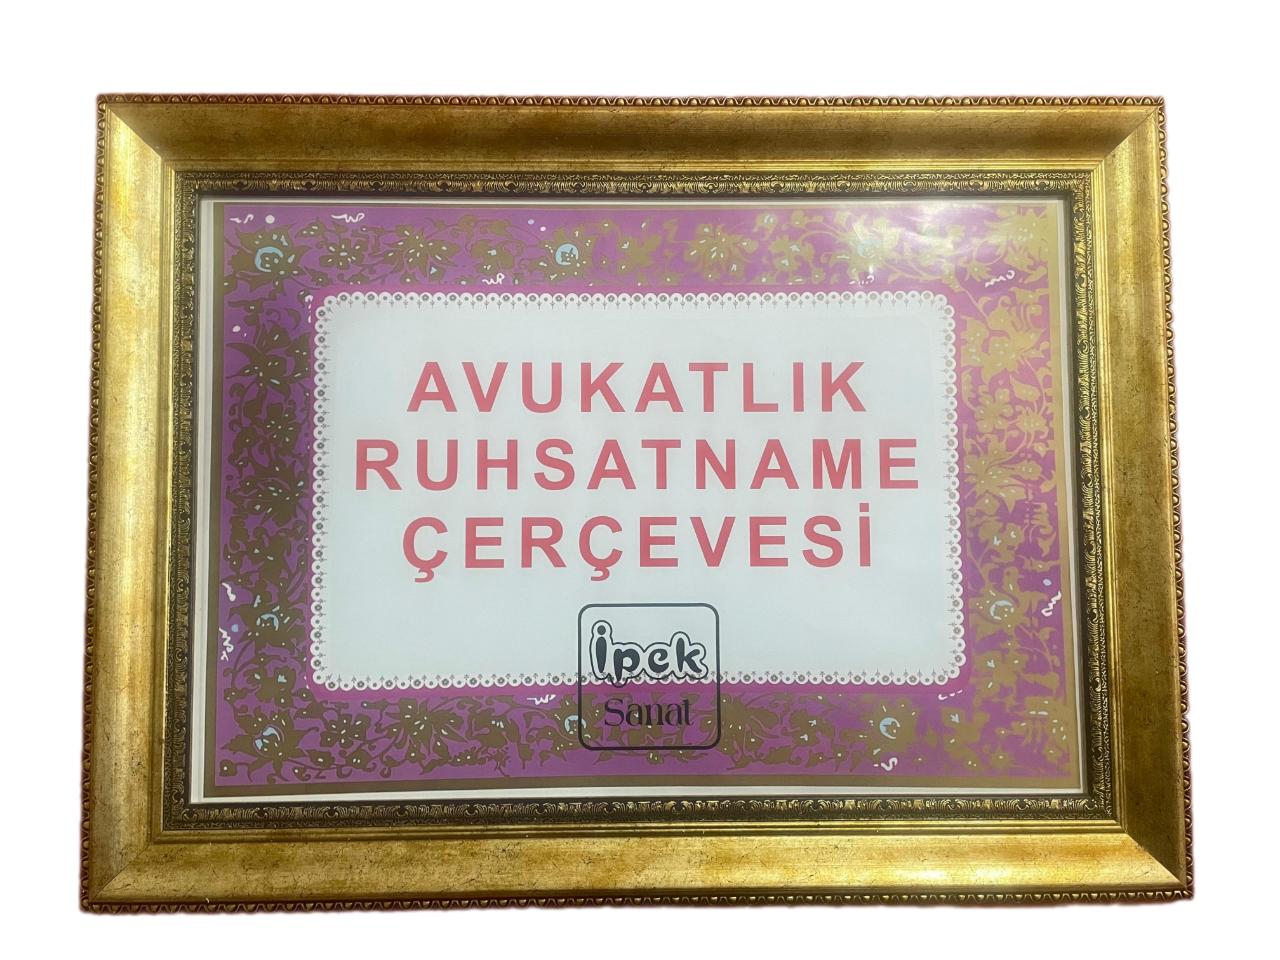 AVUKATLIK
RUHSATNAME
ÇERÇEVESİ
İpek
Sanat